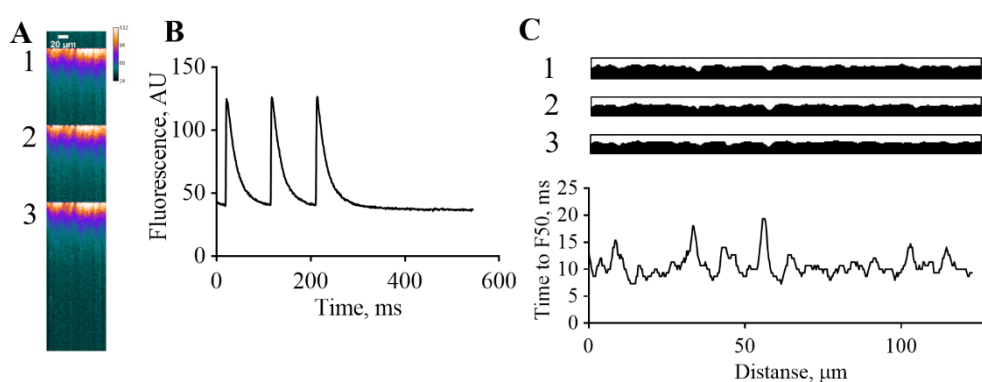 A
20 μm
1
2
3
B
Fluorescence, AU
150
100
50
0
0 200 400 600
Time, ms
C
1
2
3
Time to F50, ms
25
20
15
10
5
0
0 50 100
Distanse, μm